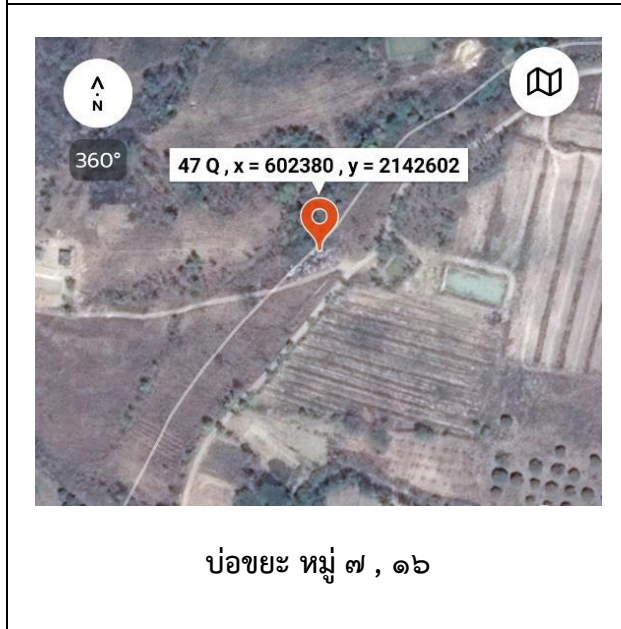 N
360°
47 Q , x = 602380 , y = 2142602
บ่อขยะ หมู่ ๗ , ๑๖